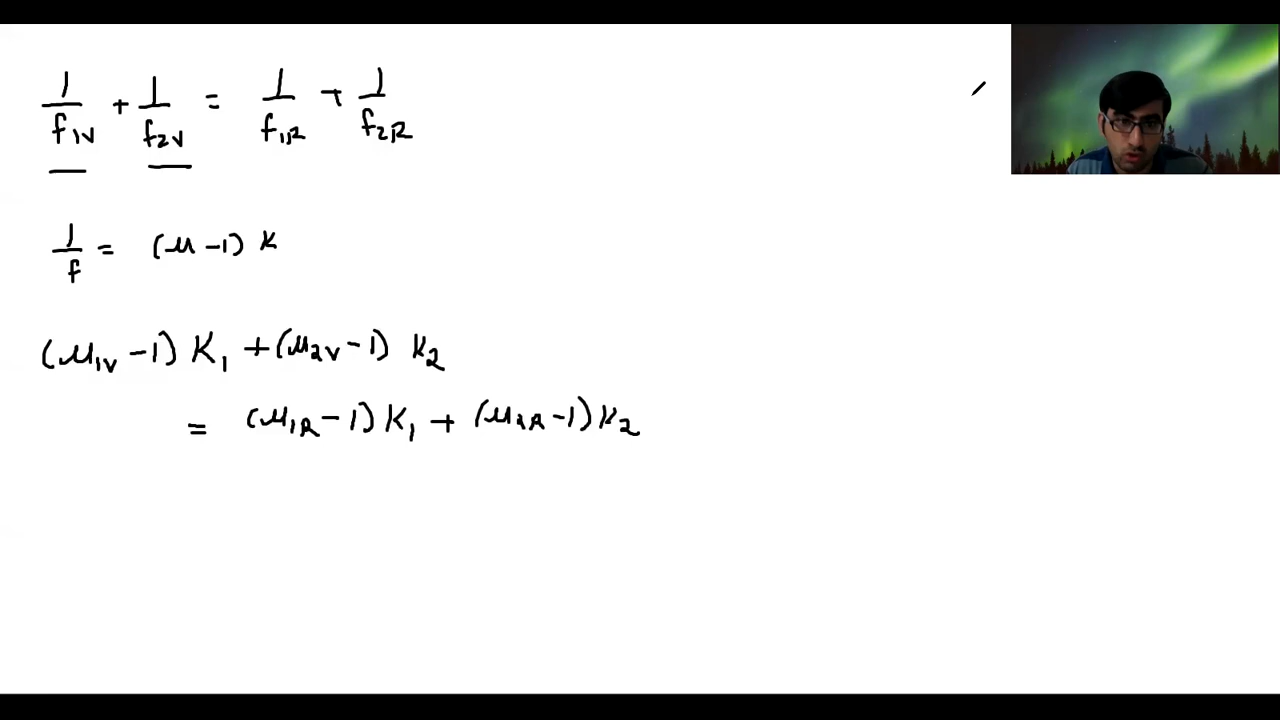 1/f1V + 1/f2V = 1/f1R + 1/f2R
1/f = (μ-1) K
(μ1V -1) K1 + (μ2V -1) K2
= (μ1R -1) K1 + (μ2R -1) K2